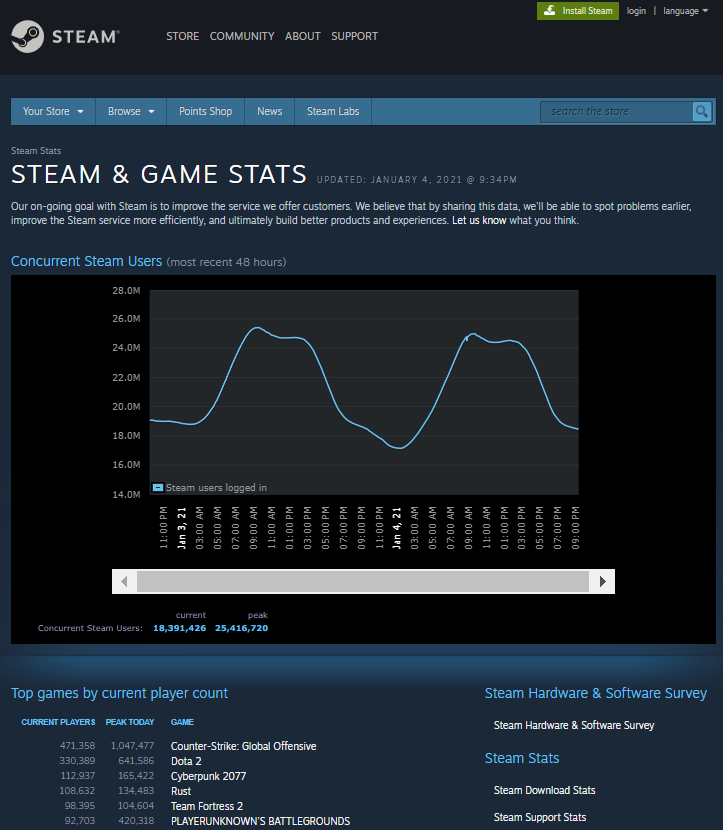 Install Steam login | language
STEAM® STORE COMMUNITY ABOUT SUPPORT
Your Store Browse Points Shop News Steam Labs search the store
Steam Stats
STEAM & GAME STATS UPDATED: JANUARY 4, 2021 @ 9:34PM
Our on-going goal with Steam is to improve the service we offer customers. We believe that by sharing this data, we'll be able to spot problems earlier,
improve the Steam service more efficiently, and ultimately build better products and experiences. Let us know what you think.
Concurrent Steam Users (most recent 48 hours)
28.0M
26.0M
24.0M
22.0M
20.0M
18.0M
16.0M
14.0M
Steam users logged in
11:00 PM
Jan 3, 21
03:00 AM
05:00 AM
07:00 AM
09:00 AM
11:00 AM
01:00 PM
03:00 PM
05:00 PM
07:00 PM
09:00 PM
11:00 PM
Jan 4, 21
03:00 AM
05:00 AM
07:00 AM
09:00 AM
11:00 AM
01:00 PM
03:00 PM
05:00 PM
07:00 PM
09:00 PM
current peak
Concurrent Steam Users: 18,391,426 25,416,720
Top games by current player count
CURRENT PLAYERS PEAK TODAY GAME
471,358 1,047,477 Counter-Strike: Global Offensive
330,389 641,586 Dota 2
112,937 165,422 Cyberpunk 2077
108,632 134,483 Rust
98,395 104,604 Team Fortress 2
92,703 420,318 PLAYERUNKNOWN'S BATTLEGROUNDS
Steam Hardware & Software Survey
Steam Hardware & Software Survey
Steam Stats
Steam Download Stats
Steam Support Stats